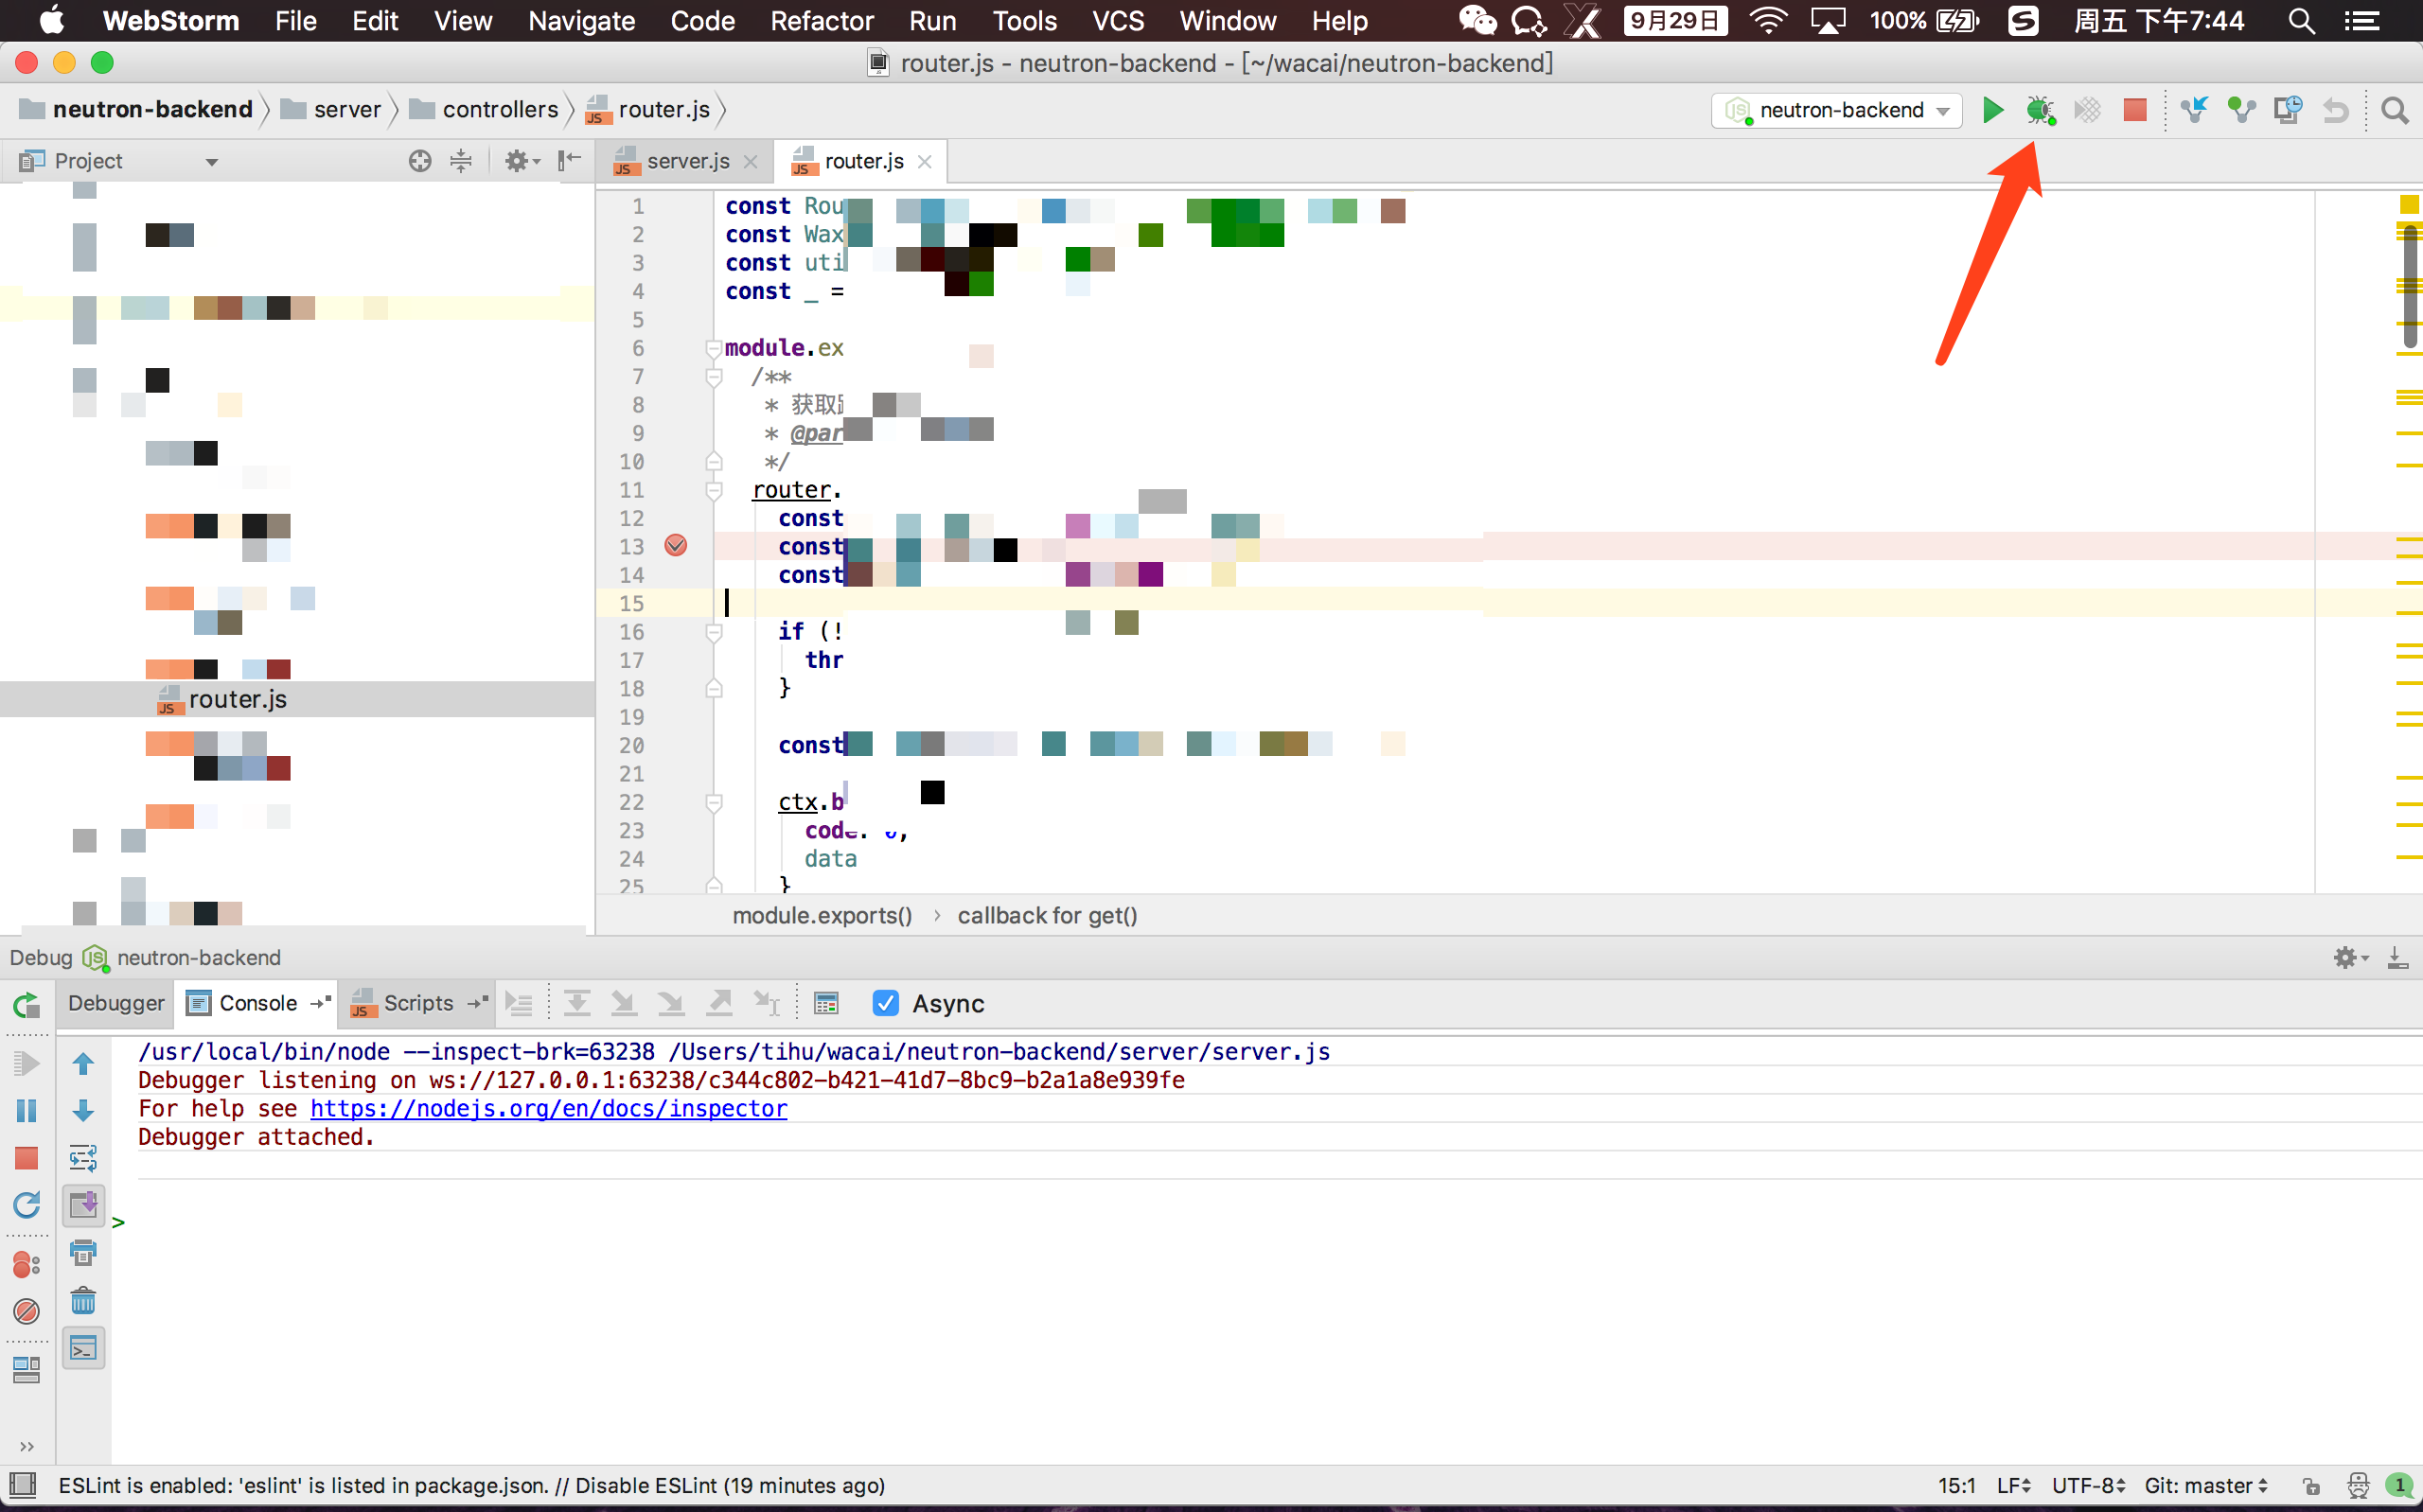 WebStorm File Edit View Navigate Code Refactor Run Tools VCS Window Help 9月29日 100% 周五 下午7:44
router.js - neutron-backend - [~/wacai/neutron-backend]
neutron-backend server controllers router.js neutron-backend
Project server.js router.js
1 const Rou
2 const Wax
3 const uti
4 const _ =
5
6 module.ex
7 /**
8 * 获取
9 * @par
10 */
11 router.
12 const
13 const
14 const
15
16 if (!
17 thr
18 }
19
20 const
21
22 ctx.b
23 code: 0,
24 data
25 }
router.js
module.exports() › callback for get()
Debug neutron-backend
Debugger Console Scripts Async
/usr/local/bin/node --inspect-brk=63238 /Users/tihu/wacai/neutron-backend/server/server.js
Debugger listening on ws://127.0.0.1:63238/c344c802-b421-41d7-8bc9-b2a1a8e939fe
For help see https://nodejs.org/en/docs/inspector
Debugger attached.
>
ESLint is enabled: 'eslint' is listed in package.json. // Disable ESLint (19 minutes ago) 15:1 LF UTF-8 Git: master 1